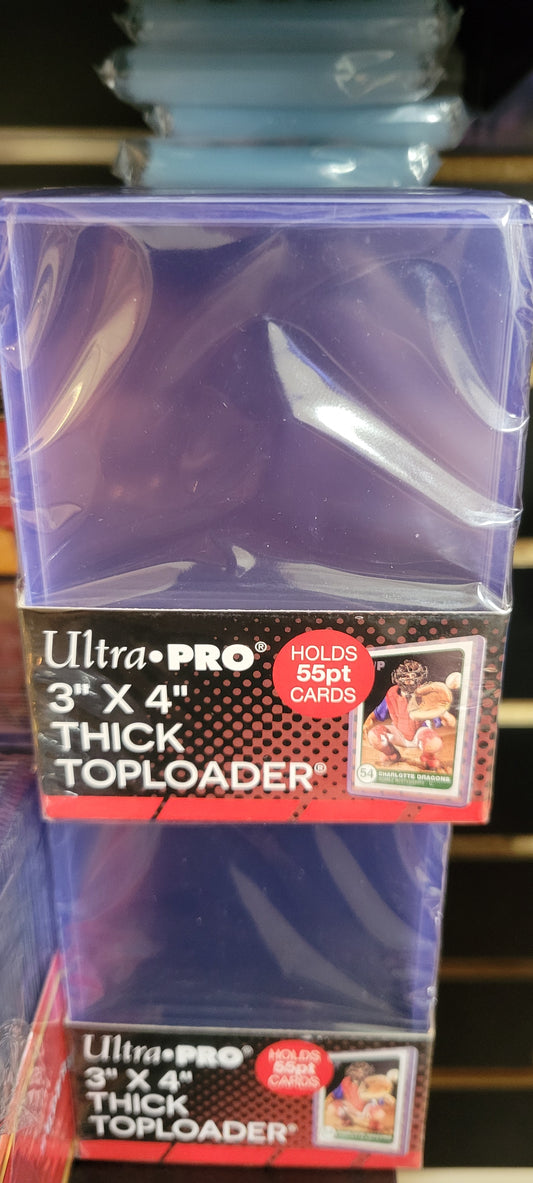 Ultra•PRO®
3" X 4"
THICK
TOPLOADER®
HOLDS
55pt
CARDS
54
CHARLOTTE DRAGONS
Ultra•PRO®
3" X 4"
THICK
TOPLOADER®
HOLDS
55pt
CARDS